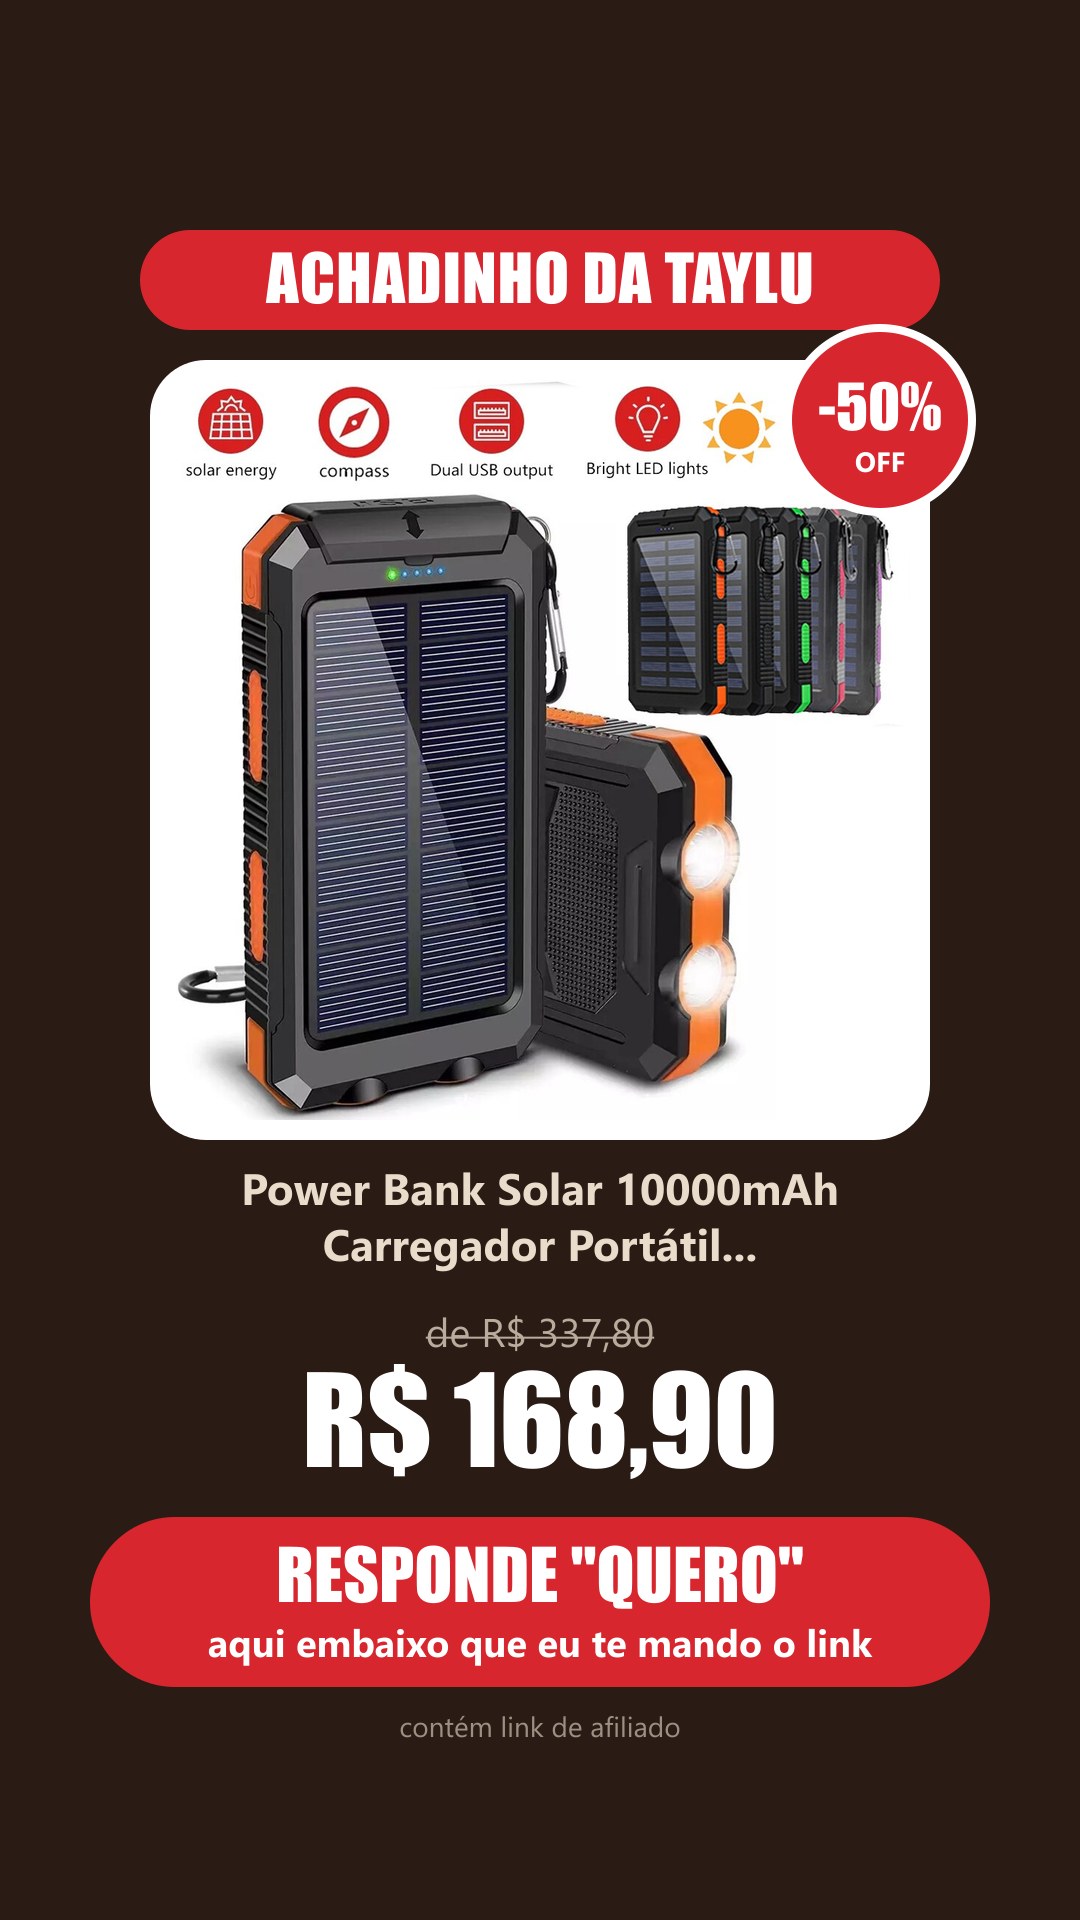 ACHADINHO DA TAYLU
-50%
OFF
solar energy
compass
Dual USB output
Bright LED lights
Power Bank Solar 10000mAh
Carregador Portátil...
de R$ 337,80
R$ 168,90
RESPONDE "QUERO"
aqui embaixo que eu te mando o link
contém link de afiliado